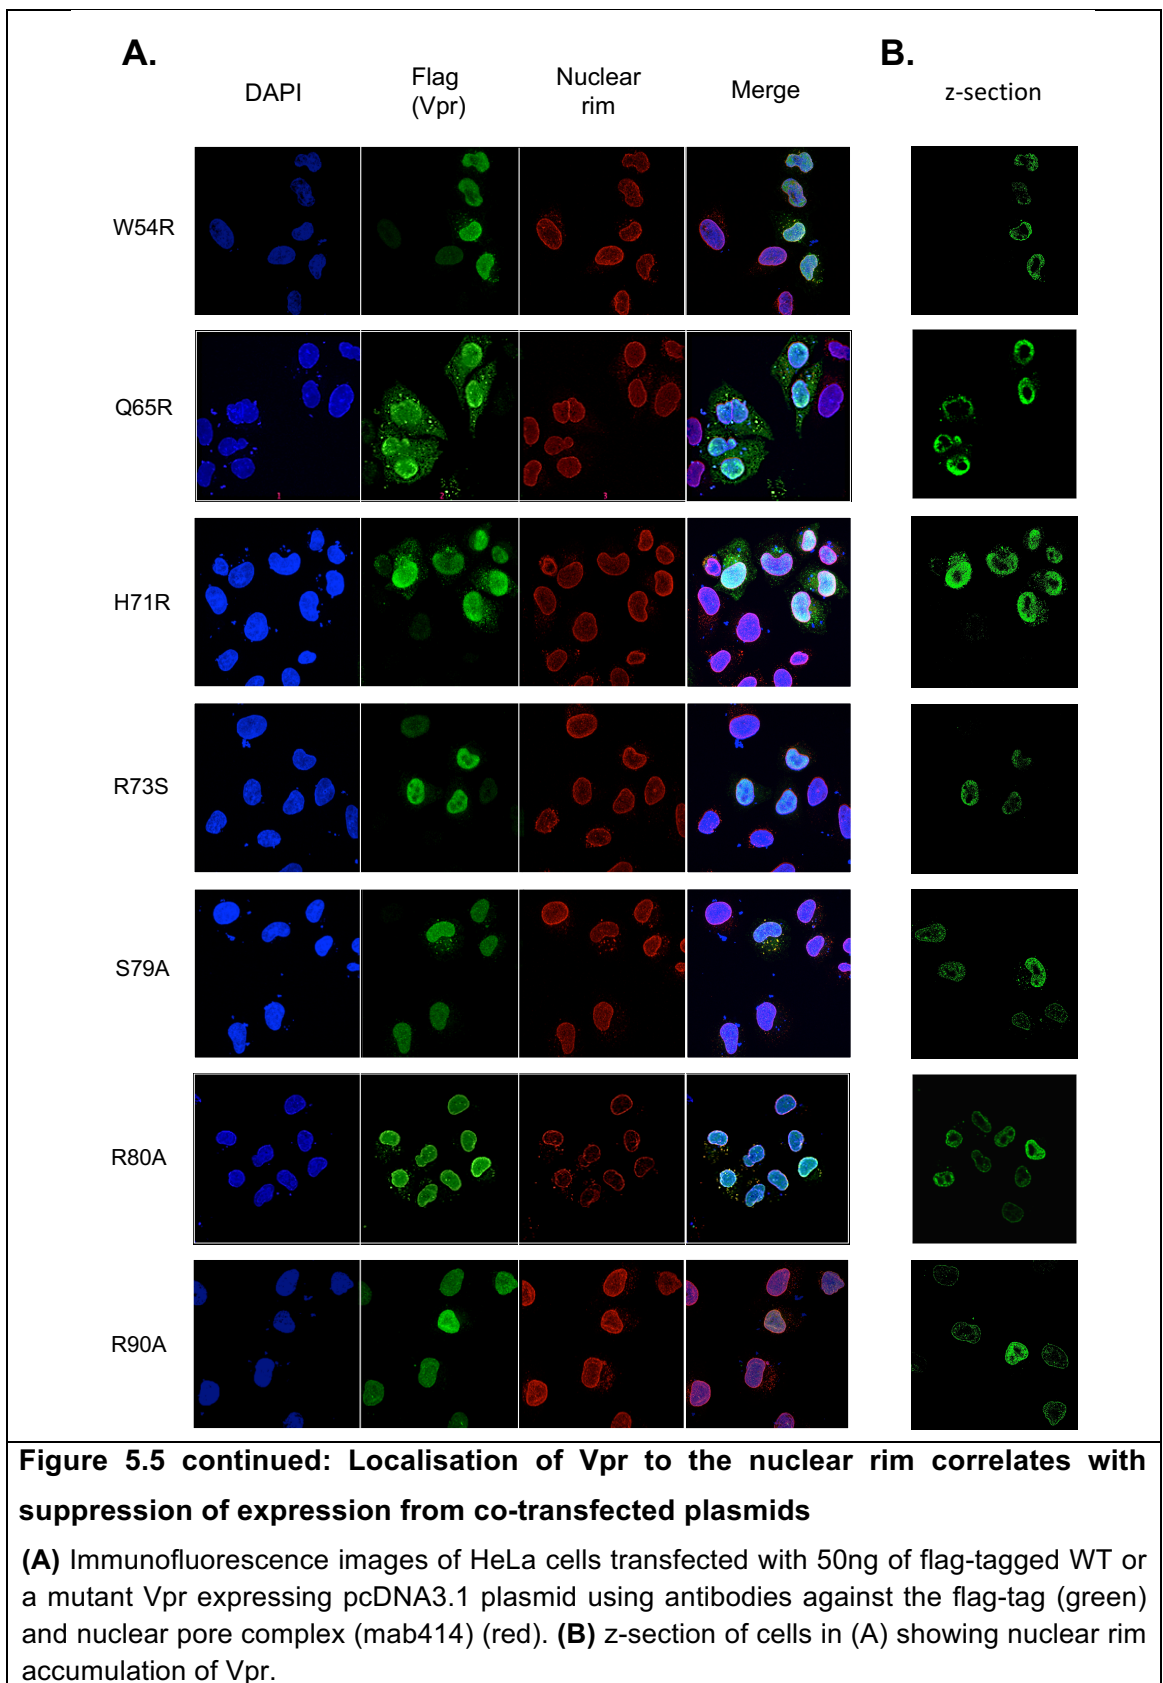 A.
B.
DAPI
Flag
(Vpr)
Nuclear
rim
Merge
z-section
W54R
Q65R
H71R
R73S
S79A
R80A
R90A
Figure 5.5 continued: Localisation of Vpr to the nuclear rim correlates with
suppression of expression from co-transfected plasmids
(A) Immunofluorescence images of HeLa cells transfected with 50ng of flag-tagged WT or
a mutant Vpr expressing pcDNA3.1 plasmid using antibodies against the flag-tag (green)
and nuclear pore complex (mab414) (red). (B) z-section of cells in (A) showing nuclear rim
accumulation of Vpr.